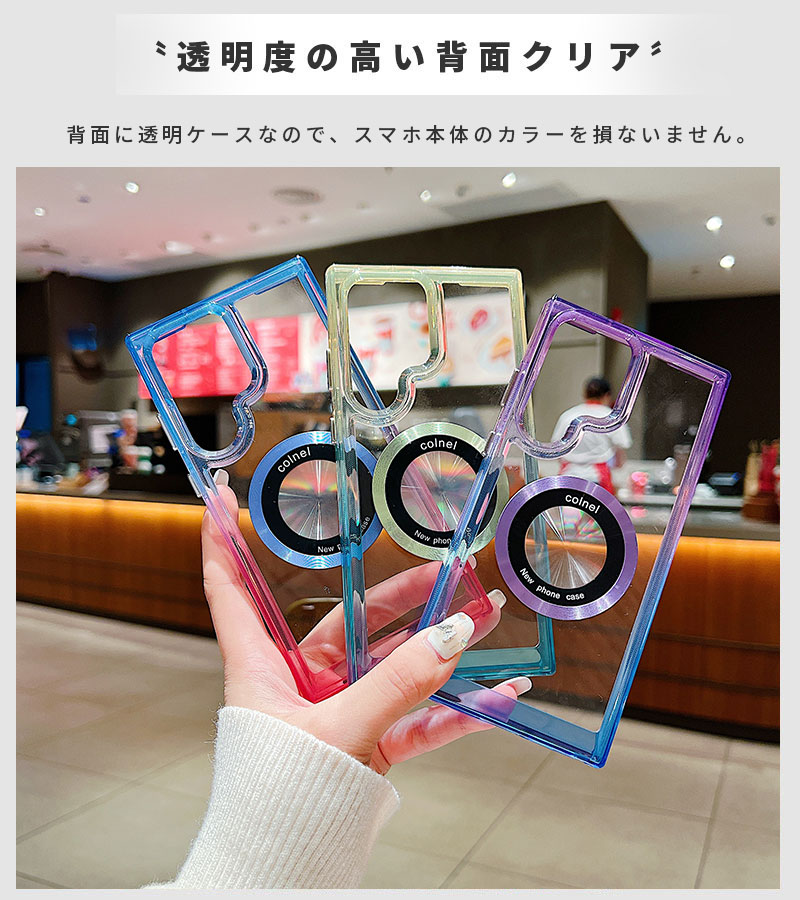 〝透明度の高い背面クリア〞
背面に透明ケースなので、スマホ本体のカラーを損ないません。
colnel
New
colnel
New phon
colnel
New phone case